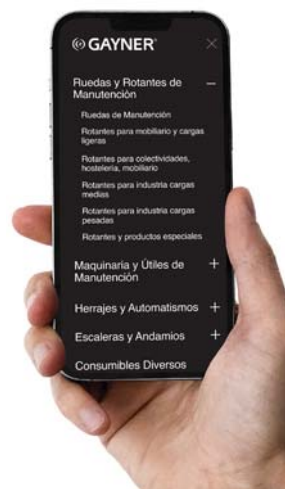 GAYNER
Ruedas y Rotantes de
Manutención
Ruedas de Manutención
Rotantes para mobiliario y cargas
ligeras
Rotantes para colectividades,
hostelería, mobiliario
Rotantes para industria cargas
medias
Rotantes para industria cargas
pesadas
Rotantes y productos especiales
Maquinaria y Útiles de
Manutención
Herrajes y Automatismos
Escaleras y Andamios
Consumibles Diversos